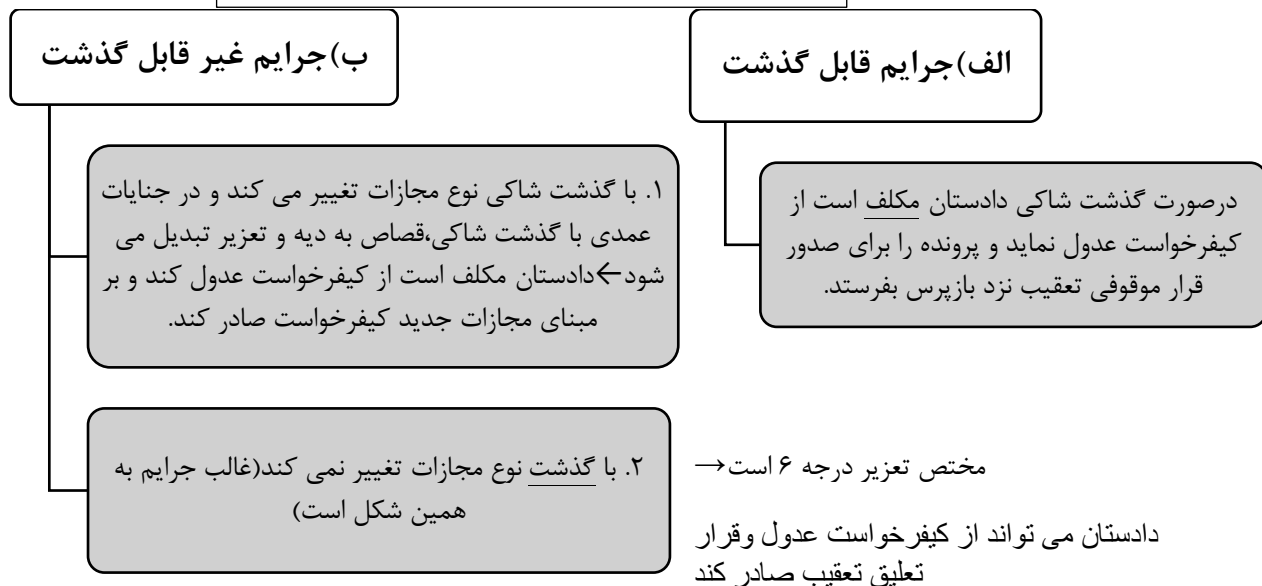 الف)جرایم قابل گذشت
درصورت گذشت شاکی دادستان مکلف است از
کیفرخواست عدول نماید و پرونده را برای صدور
قرار موقوفی تعقیب نزد بازپرس بفرستد.
ب)جرایم غیر قابل گذشت
۱. با گذشت شاکی نوع مجازات تغییر می کند و در جنایات
عمدی با گذشت شاکی،قصاص به دیه و تعزیر تبدیل می
شود←دادستان مکلف است از کیفرخواست عدول کند و بر
مبنای مجازات جدید کیفرخواست صادر کند.
۲. با گذشت نوع مجازات تغییر نمی کند(غالب جرایم به
همین شکل است)
مختص تعزیر درجه ۶ است→
دادستان می تواند از کیفرخواست عدول وقرار
تعلیق تعقیب صادر کند